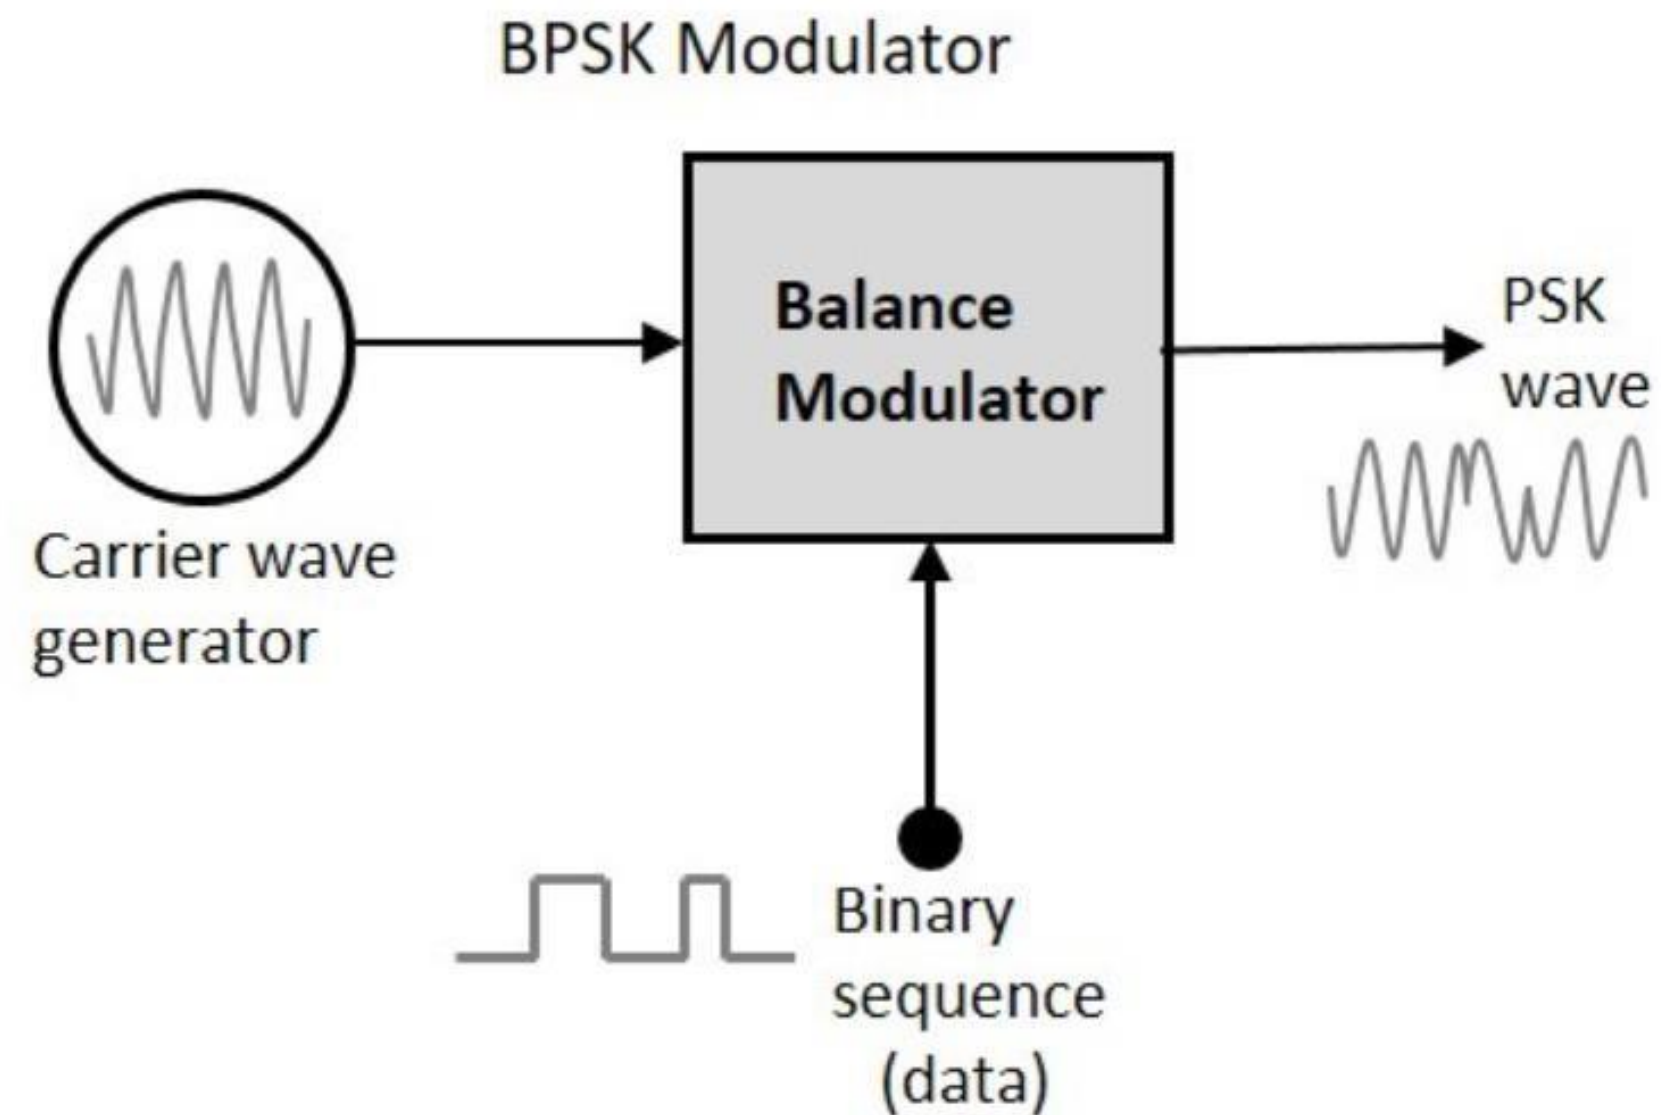 BPSK Modulator
Balance
Modulator
PSK
wave
Carrier wave
generator
Binary
sequence
(data)